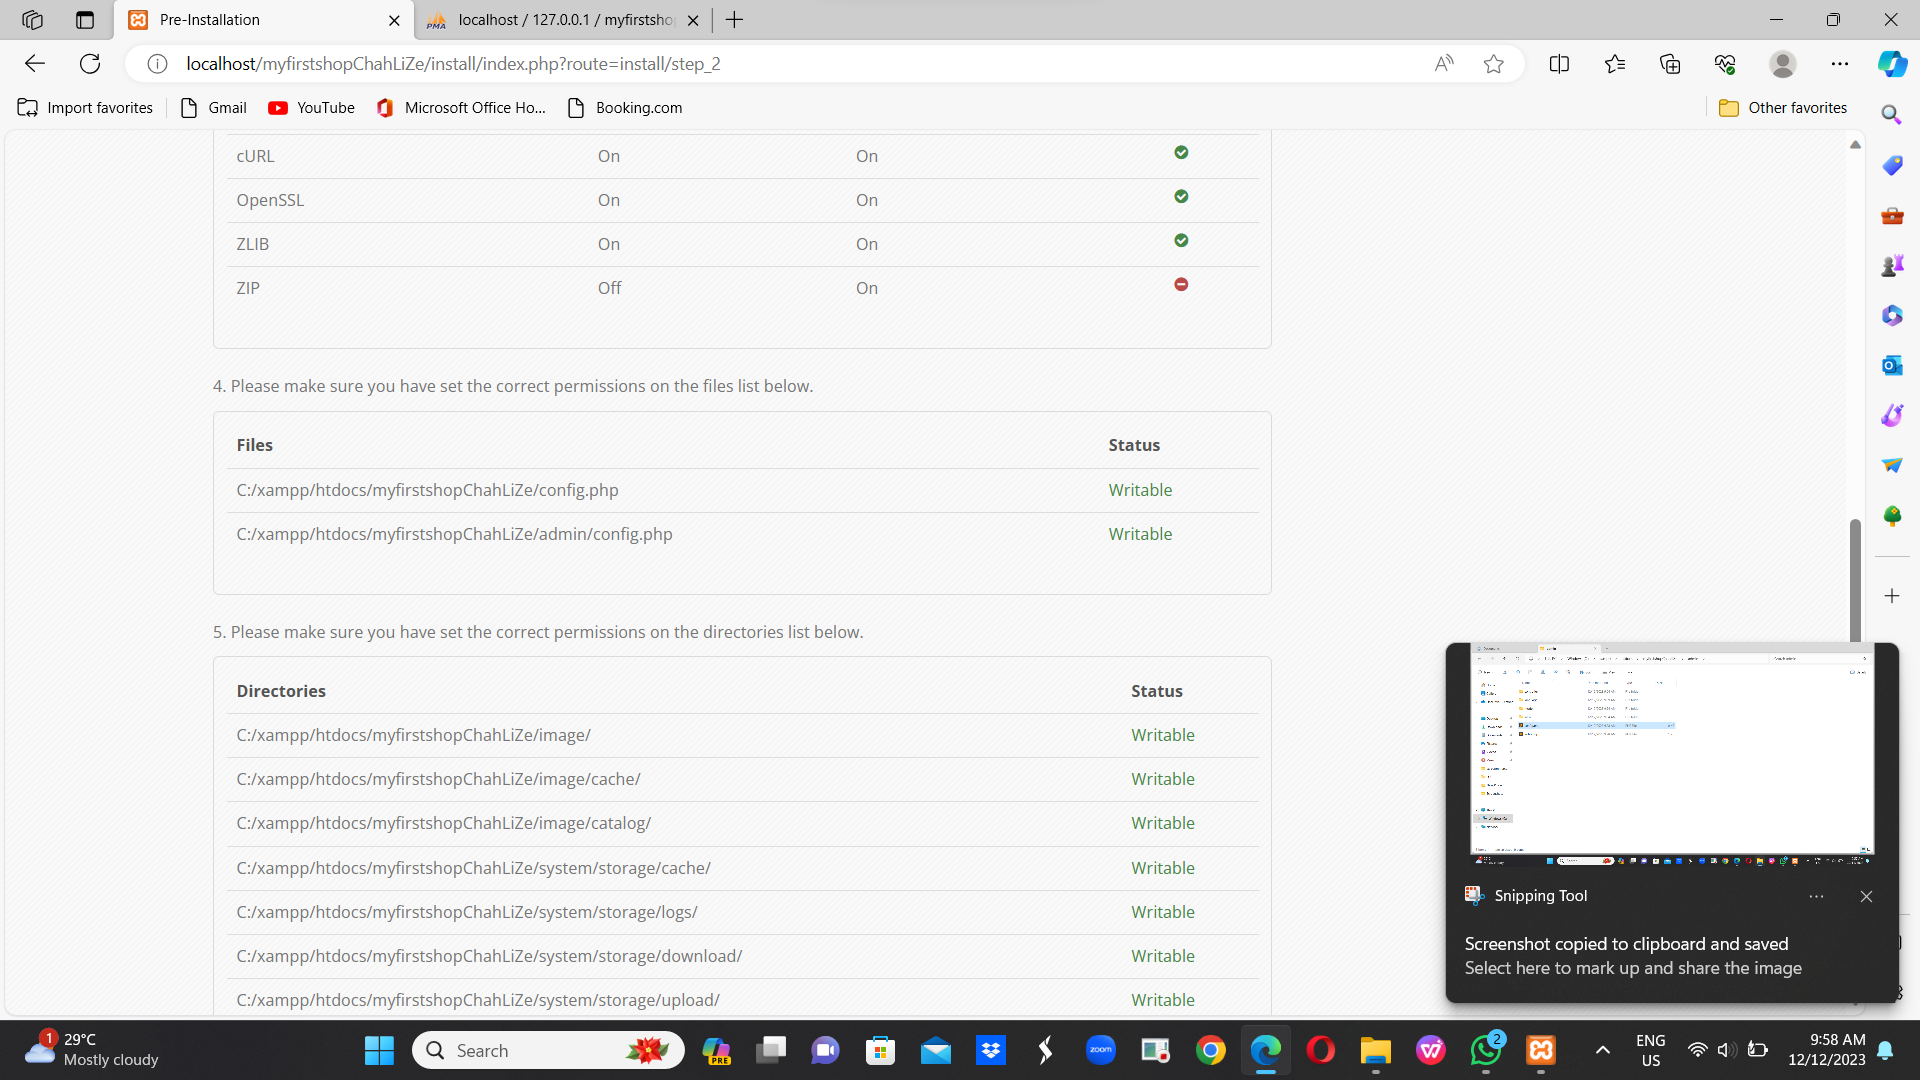 Pre-Installation
localhost / 127.0.0.1 / myfirstsho
localhost/myfirstshopChahLiZe/install/index.php?route=install/step_2
Import favorites
Gmail
YouTube
Microsoft Office Ho...
Booking.com
Other favorites
cURL On On
OpenSSL On On
ZLIB On On
ZIP Off On
4. Please make sure you have set the correct permissions on the files list below.
Files Status
C:/xampp/htdocs/myfirstshopChahLiZe/config.php Writable
C:/xampp/htdocs/myfirstshopChahLiZe/admin/config.php Writable
5. Please make sure you have set the correct permissions on the directories list below.
Directories Status
C:/xampp/htdocs/myfirstshopChahLiZe/image/ Writable
C:/xampp/htdocs/myfirstshopChahLiZe/image/cache/ Writable
C:/xampp/htdocs/myfirstshopChahLiZe/image/catalog/ Writable
C:/xampp/htdocs/myfirstshopChahLiZe/system/storage/cache/ Writable
C:/xampp/htdocs/myfirstshopChahLiZe/system/storage/logs/ Writable
C:/xampp/htdocs/myfirstshopChahLiZe/system/storage/download/ Writable
C:/xampp/htdocs/myfirstshopChahLiZe/system/storage/upload/ Writable
Snipping Tool
Screenshot copied to clipboard and saved
Select here to mark up and share the image
1
29°C
Mostly cloudy
Search
PRE
zoom
2
ENG
US
9:58 AM
12/12/2023